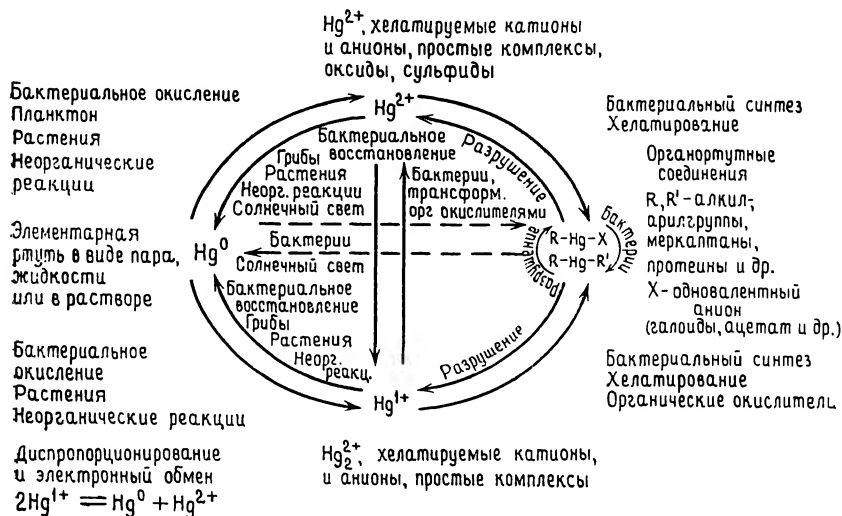 Hg²⁺, хелатируемые катионы
и анионы, простые комплексы,
оксиды, сульфиды
Hg²⁺
Бактериальное окисление
Планктон
Растения
Неорганические
реакции
Бактериальное
восстановление
Грибы
Растения
Неорг. реакции
Солнечный свет
Бактерии,
трансформ.
орг окислителями
Разрушение
Бактериальный синтез
Хелатирование
Органортутные
соединения
R, R'-алкил-,
арилгруппы,
меркаптаны,
протеины и др.
X-одновалентный
анион
(галоиды, ацетат и др.)
Элементарная
ртуть в виде пара,
жидкости
или в растворе
Hg⁰
Бактерии
Солнечный свет
R-Hg-X
R-Hg-R'
Разрушение
Бактерии
Разрушение
Бактериальное
восстановление
Грибы
Растения
Неорг.
реакц.
Разрушение
Hg¹⁺
Бактериальное
окисление
Растения
Неорганические реакции
Бактериальный синтез
Хелатирование
Органические окислители
Диспропорционирование
и электронный обмен
2Hg¹⁺ = Hg⁰ + Hg²⁺
Hg₂²⁺, хелатируемые катионы,
и анионы, простые комплексы